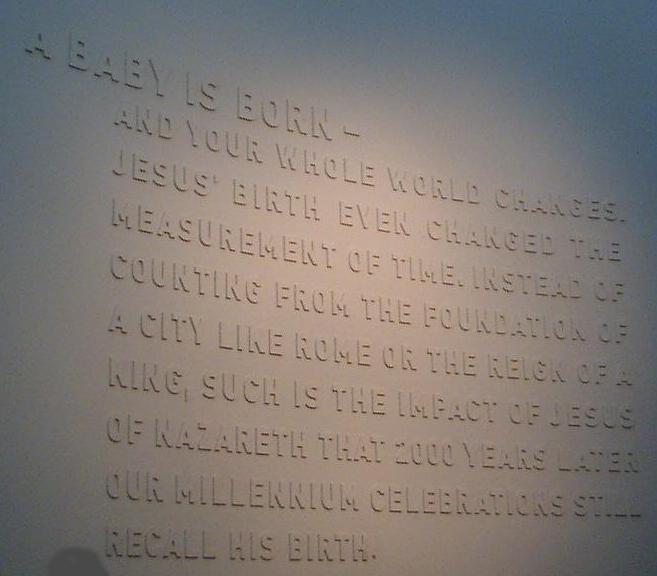 A BABY IS BORN –
AND YOUR WHOLE WORLD CHANGES.
JESUS' BIRTH EVEN CHANGED THE
MEASUREMENT OF TIME. INSTEAD OF
COUNTING FROM THE FOUNDATION OF
A CITY LIKE ROME OR THE REIGN OF A
KING, SUCH IS THE IMPACT OF JESUS
OF NAZARETH THAT 2000 YEARS LATER
OUR MILLENNIUM CELEBRATIONS STILL
RECALL HIS BIRTH.